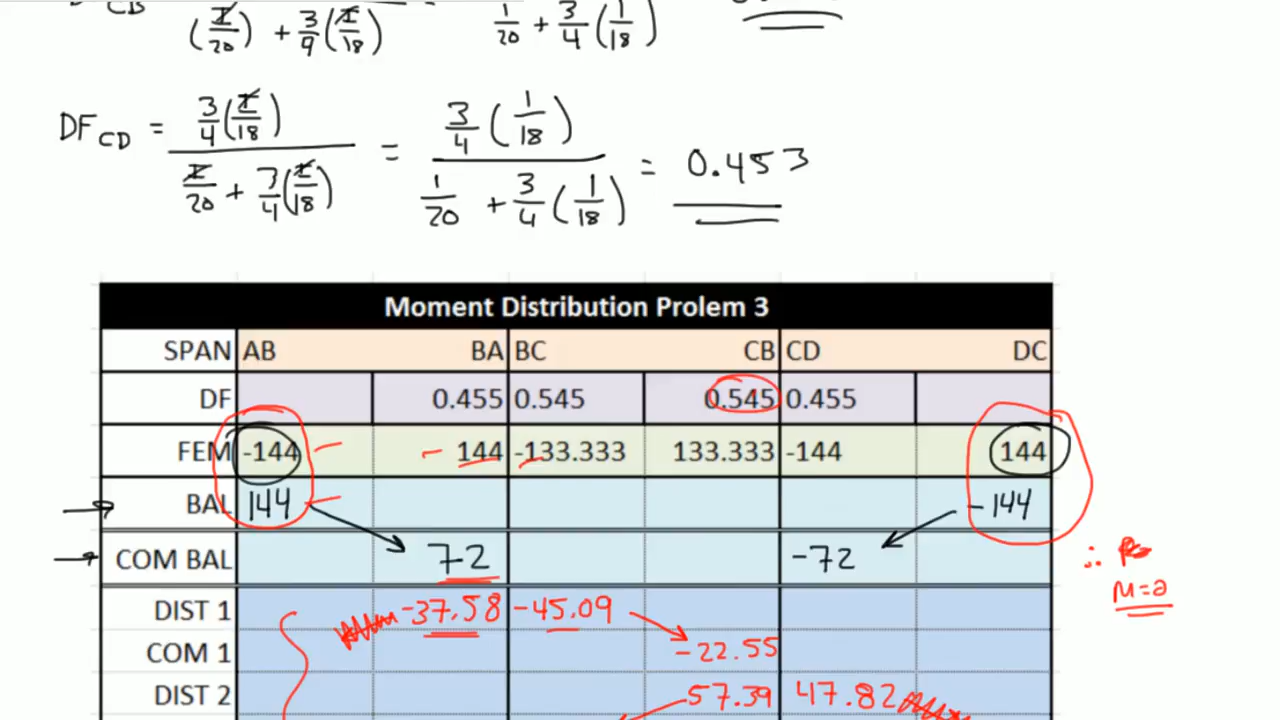 CB (I/20) + 3/9 (I/18) 1/20 + 3/4 (1/18)
DF CD = 3/4 (I/18) / I/20 + 3/4 (I/18) = 3/4 (1/18) / 1/20 + 3/4 (1/18) = 0.453
Moment Distribution Prolem 3
SPAN AB BA BC CB CD DC
DF 0.455 0.545 0.545 0.455
FEM -144 144 -133.333 133.333 -144 144
BAL 144 -144
COM BAL 72 -72
∴
M=0
DIST 1 -37.58 -45.09
COM 1 -22.55
DIST 2 57.39 47.82